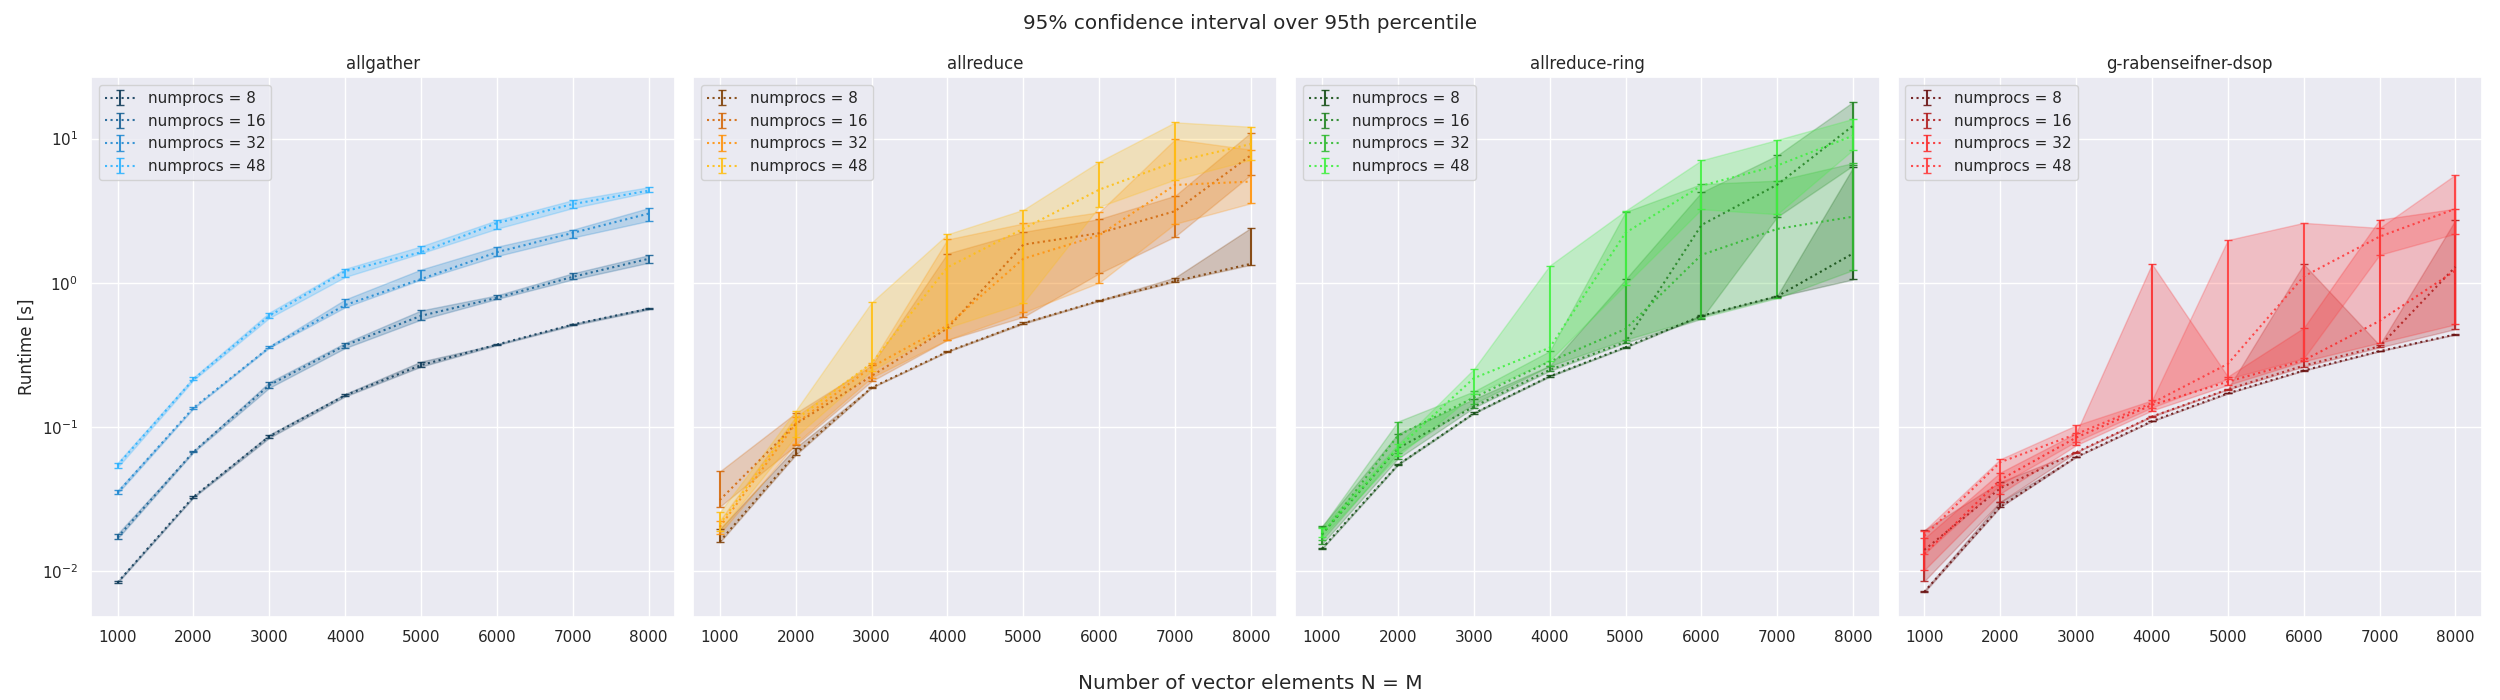 95% confidence interval over 95th percentile
allgather
numprocs = 8
numprocs = 16
numprocs = 32
numprocs = 48
allreduce
numprocs = 8
numprocs = 16
numprocs = 32
numprocs = 48
allreduce-ring
numprocs = 8
numprocs = 16
numprocs = 32
numprocs = 48
g-rabenseifner-dsop
numprocs = 8
numprocs = 16
numprocs = 32
numprocs = 48
Runtime [s]
10¹
10⁰
10⁻¹
10⁻²
1000 2000 3000 4000 5000 6000 7000 8000
1000 2000 3000 4000 5000 6000 7000 8000
1000 2000 3000 4000 5000 6000 7000 8000
1000 2000 3000 4000 5000 6000 7000 8000
Number of vector elements N = M